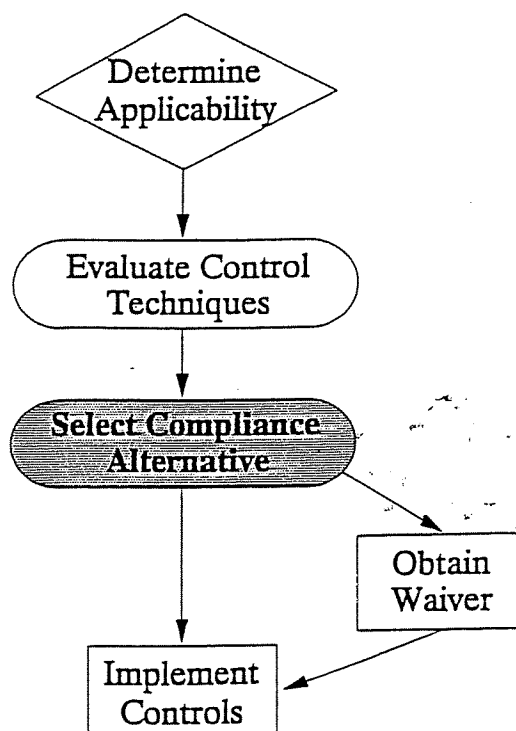 Determine
Applicability
Evaluate Control
Techniques
Select Compliance
Alternative
Obtain
Waiver
Implement
Controls